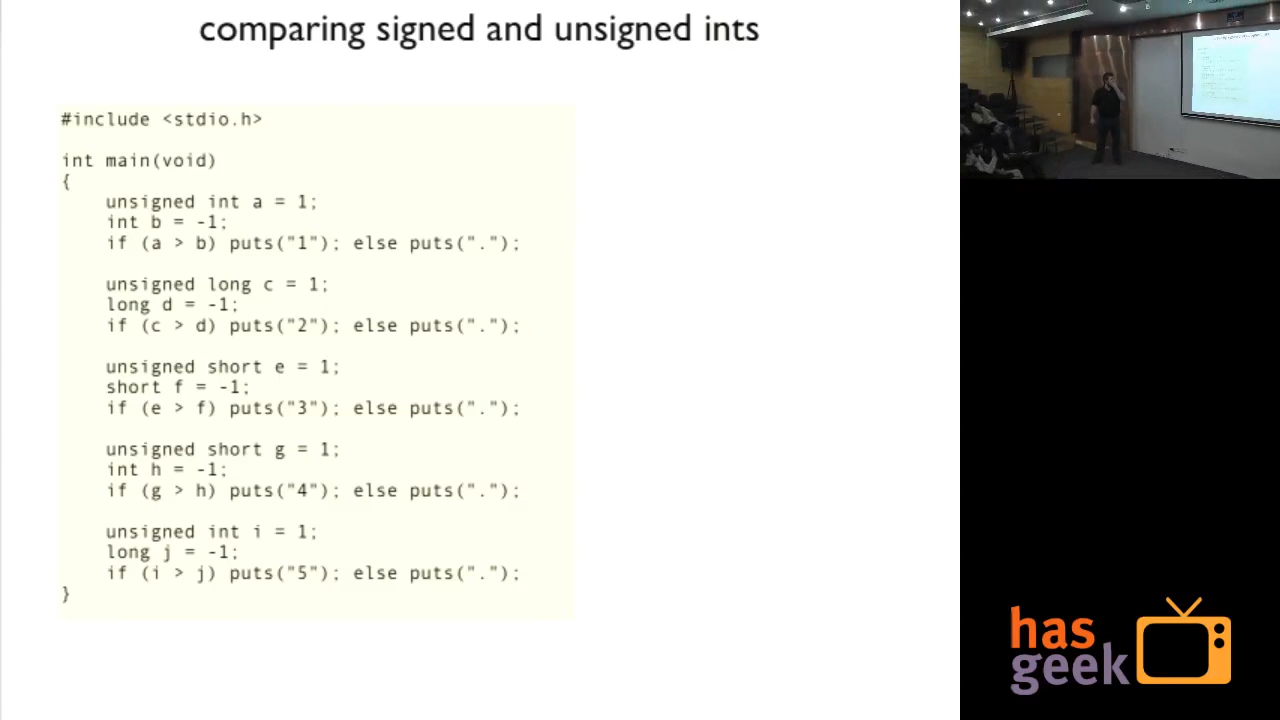 comparing signed and unsigned ints
#include <stdio.h>
int main(void)
{
unsigned int a = 1;
int b = -1;
if (a > b) puts("1"); else puts(".");
unsigned long c = 1;
long d = -1;
if (c > d) puts("2"); else puts(".");
unsigned short e = 1;
short f = -1;
if (e > f) puts("3"); else puts(".");
unsigned short g = 1;
int h = -1;
if (g > h) puts("4"); else puts(".");
unsigned int i = 1;
long j = -1;
if (i > j) puts("5"); else puts(".");
}
has
geek